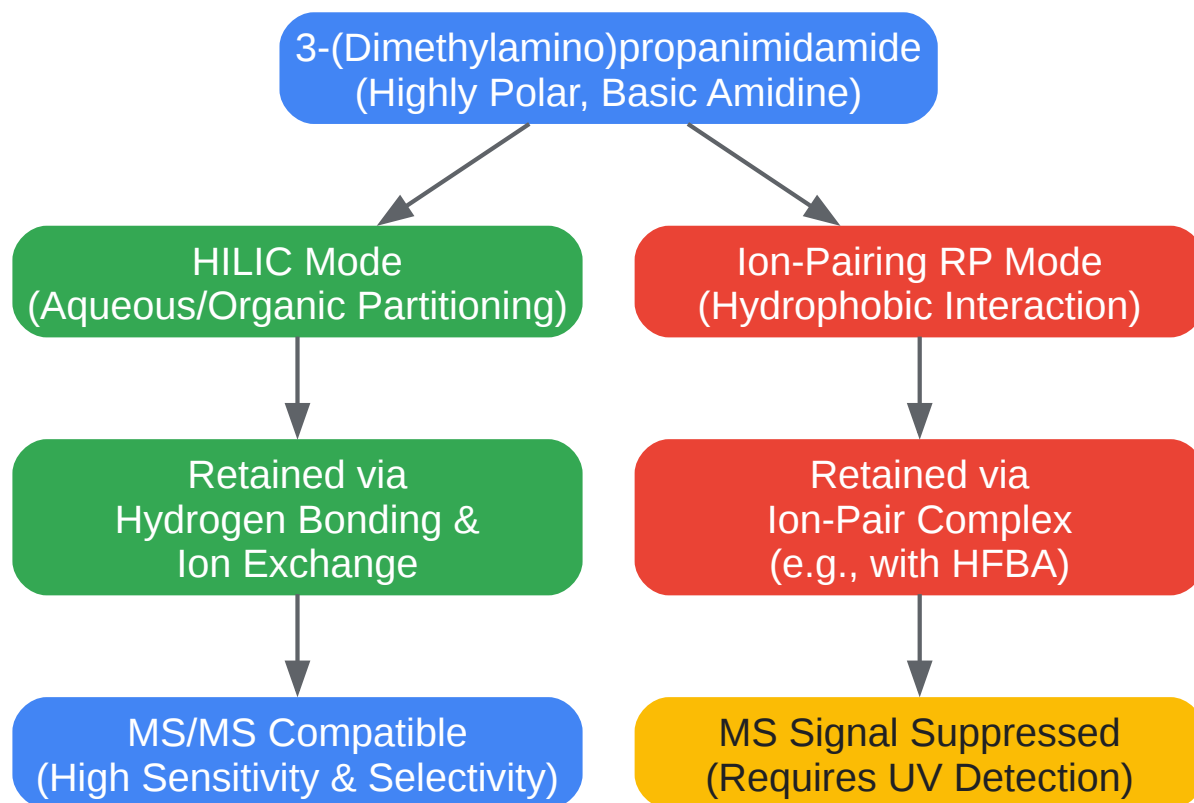 3-(Dimethylamino)propanimidamide
(Highly Polar, Basic Amidine)
HILIC Mode
(Aqueous/Organic Partitioning)
Ion-Pairing RP Mode
(Hydrophobic Interaction)
Retained via
Hydrogen Bonding &
Ion Exchange
Retained via
Ion-Pair Complex
(e.g., with HFBA)
MS/MS Compatible
(High Sensitivity & Selectivity)
MS Signal Suppressed
(Requires UV Detection)